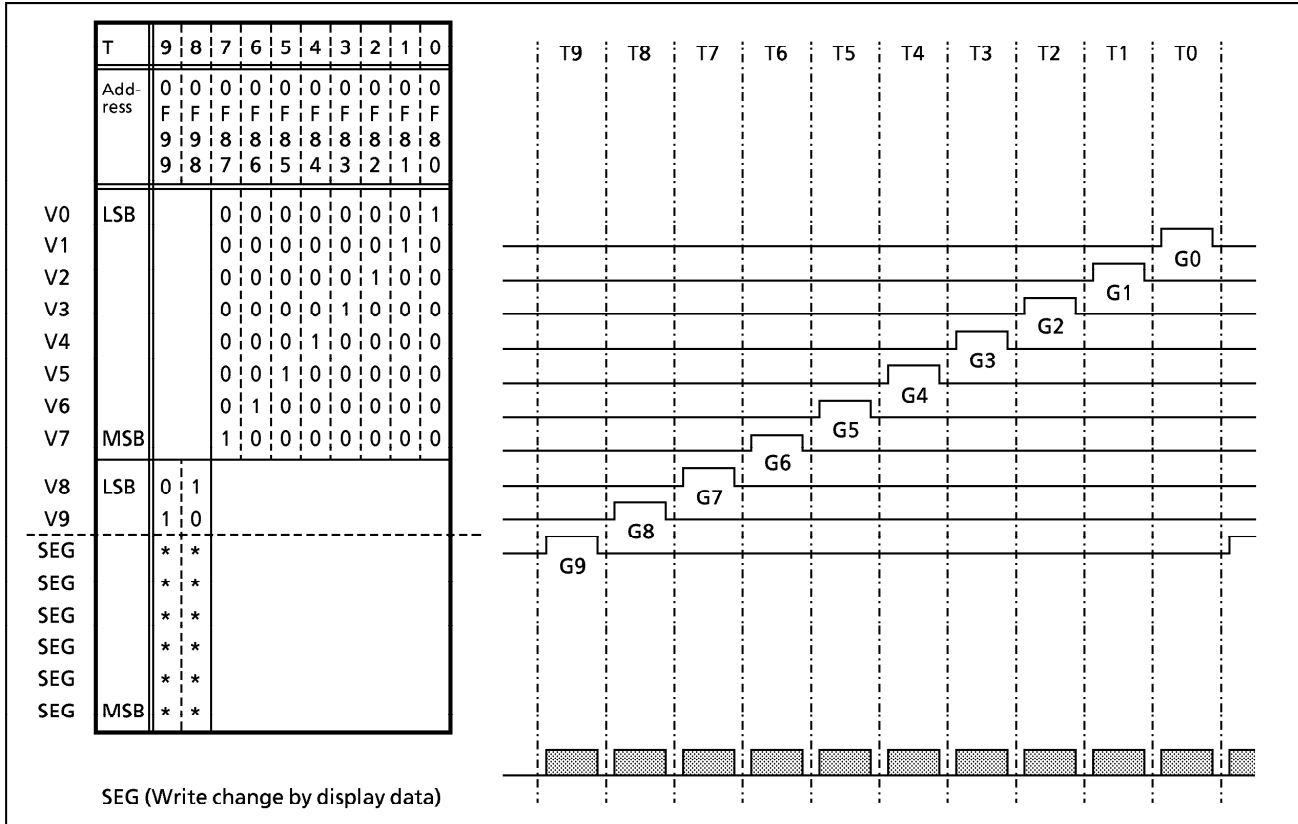 T 9 8 7 6 5 4 3 2 1 0
Add-
ress
0 0 0 0 0 0 0 0 0 0
F F F F F F F F F F
9 9 8 8 8 8 8 8 8 8
9 8 7 6 5 4 3 2 1 0
V0 LSB 0 0 0 0 0 0 0 1
V1 0 0 0 0 0 0 1 0
V2 0 0 0 0 0 1 0 0
V3 0 0 0 0 1 0 0 0
V4 0 0 0 1 0 0 0 0
V5 0 0 1 0 0 0 0 0
V6 0 1 0 0 0 0 0 0
V7 MSB 1 0 0 0 0 0 0 0
V8 LSB 0 1
V9 1 0
SEG * *
SEG * *
SEG * *
SEG * *
SEG * *
SEG MSB * *
SEG (Write change by display data)
T9 T8 T7 T6 T5 T4 T3 T2 T1 T0
G0
G1
G2
G3
G4
G5
G6
G7
G8
G9